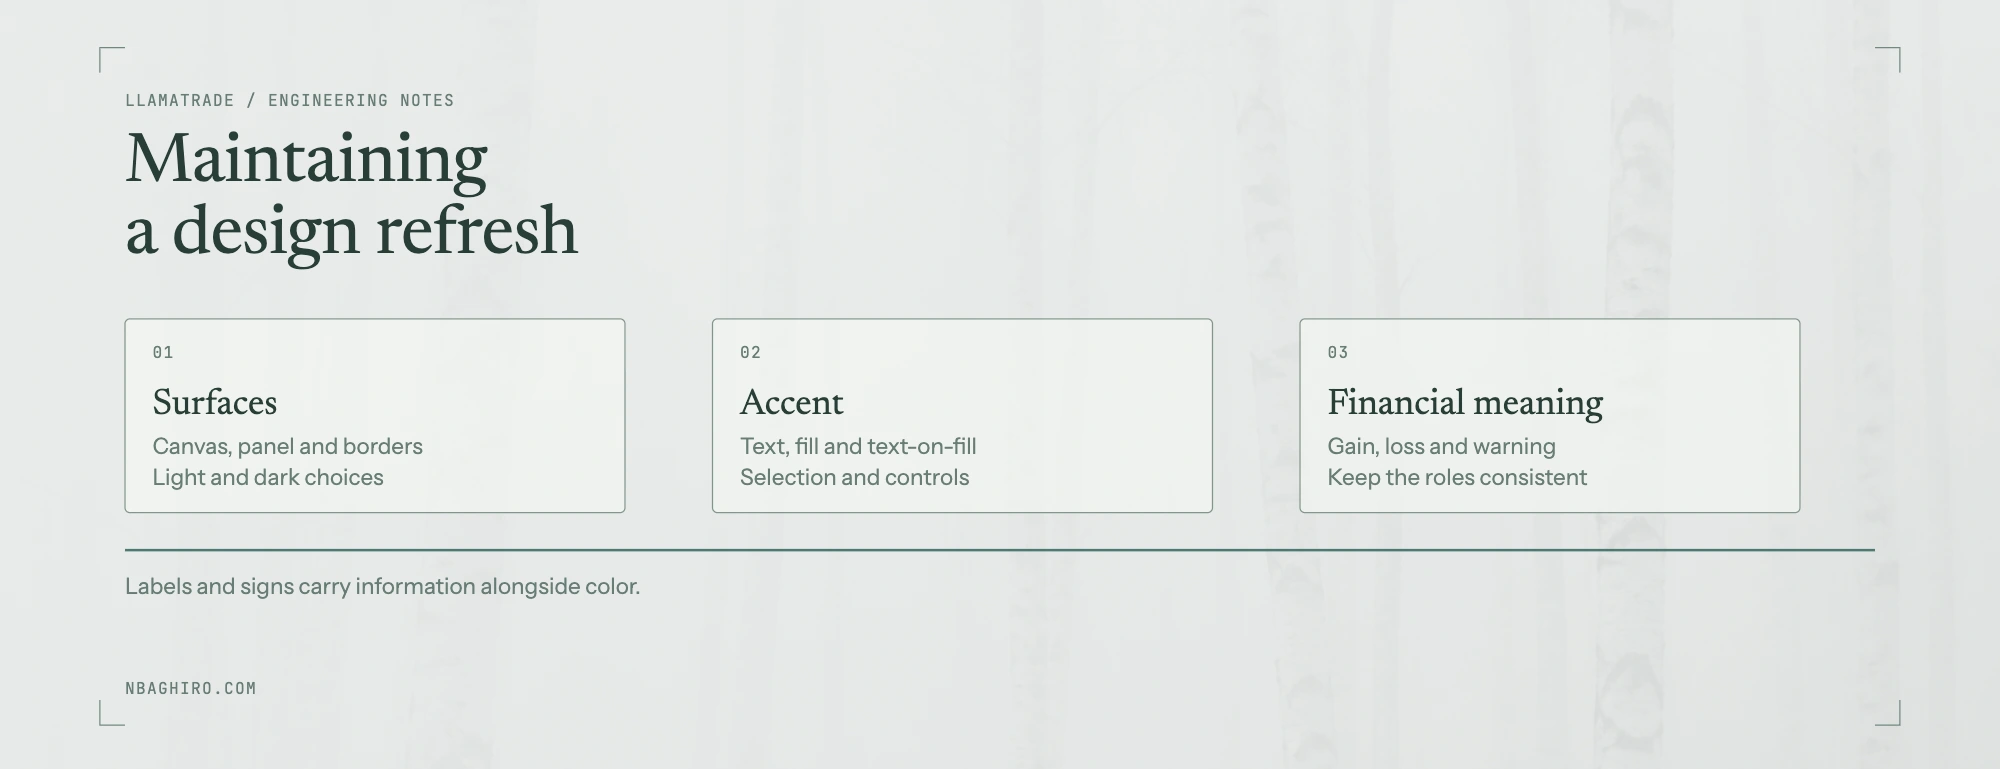 LLAMATRADE / ENGINEERING NOTES
Maintaining
a design refresh
01
Surfaces
Canvas, panel and borders
Light and dark choices
02
Accent
Text, fill and text-on-fill
Selection and controls
03
Financial meaning
Gain, loss and warning
Keep the roles consistent
Labels and signs carry information alongside color.
NBAGHIRO.COM